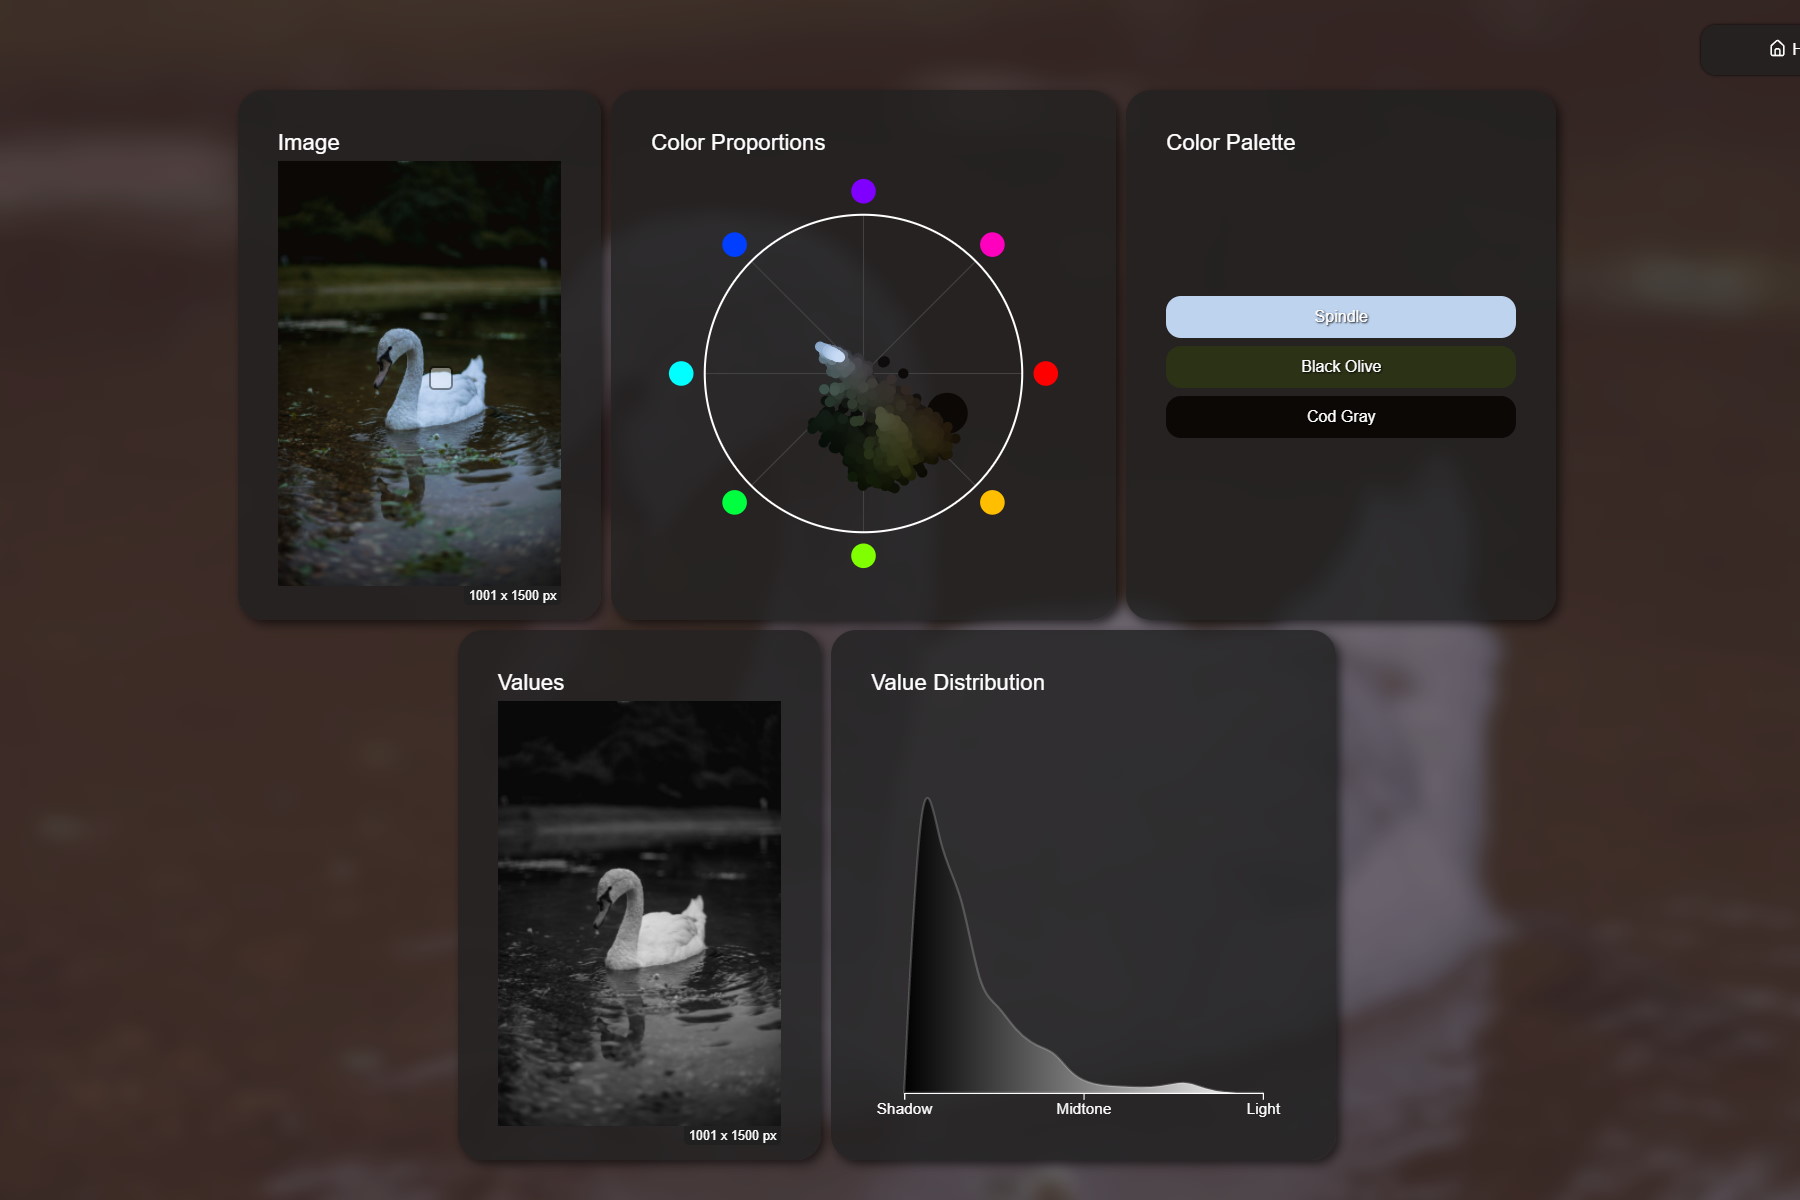 H
Image
Color Proportions
Color Palette
Spindle
Black Olive
Cod Gray
1001 x 1500 px
Values
Value Distribution
Shadow
Midtone
Light
1001 x 1500 px